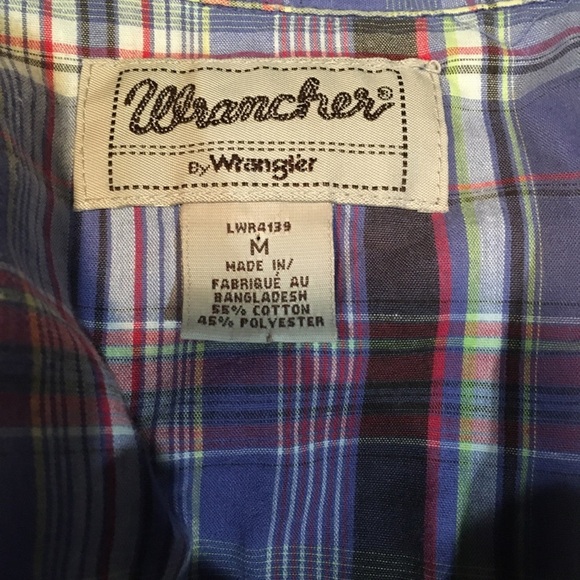 Wrancher®
By Wrangler
LWR4139
M
MADE IN/
FABRIQUÉ AU
BANGLADESH
55% COTTON
45% POLYESTER